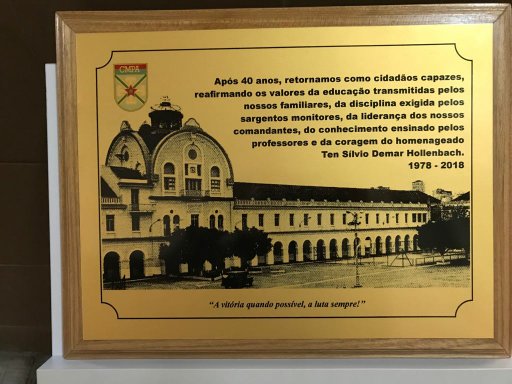 CMPA
Após 40 anos, retornamos como cidadãos capazes,
reafirmando os valores da educação transmitidas pelos
nossos familiares, da disciplina exigida pelos
sargentos monitores, da liderança dos nossos
comandantes, do conhecimento ensinado pelos
professores e da coragem do homenageado
Ten Sílvio Demar Hollenbach.
1978 - 2018
"A vitória quando possível, a luta sempre!"